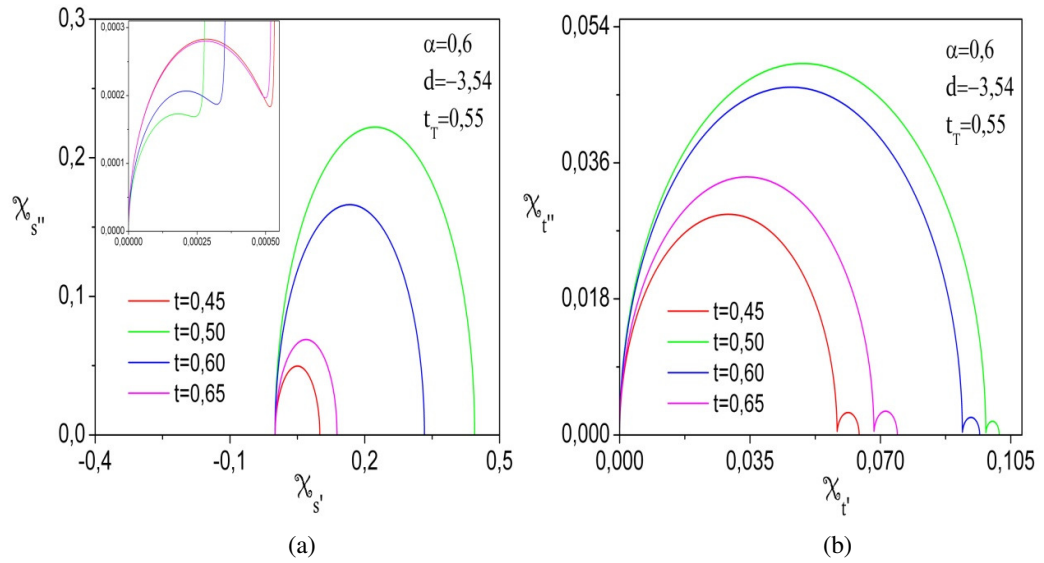 0,3
0,2
0,1
0,0
-0,4
-0,1
0,2
0,5
χs''
χs'
0,0003
0,0002
0,0001
0,0000
0,00000
0,00025
0,00050
α=0,6
d=–3,54
tT=0,55
t=0,45
t=0,50
t=0,60
t=0,65
(a)
0,054
0,036
0,018
0,000
0,000
0,035
0,070
0,105
χt''
χt'
α=0,6
d=–3,54
tT=0,55
t=0,45
t=0,50
t=0,60
t=0,65
(b)